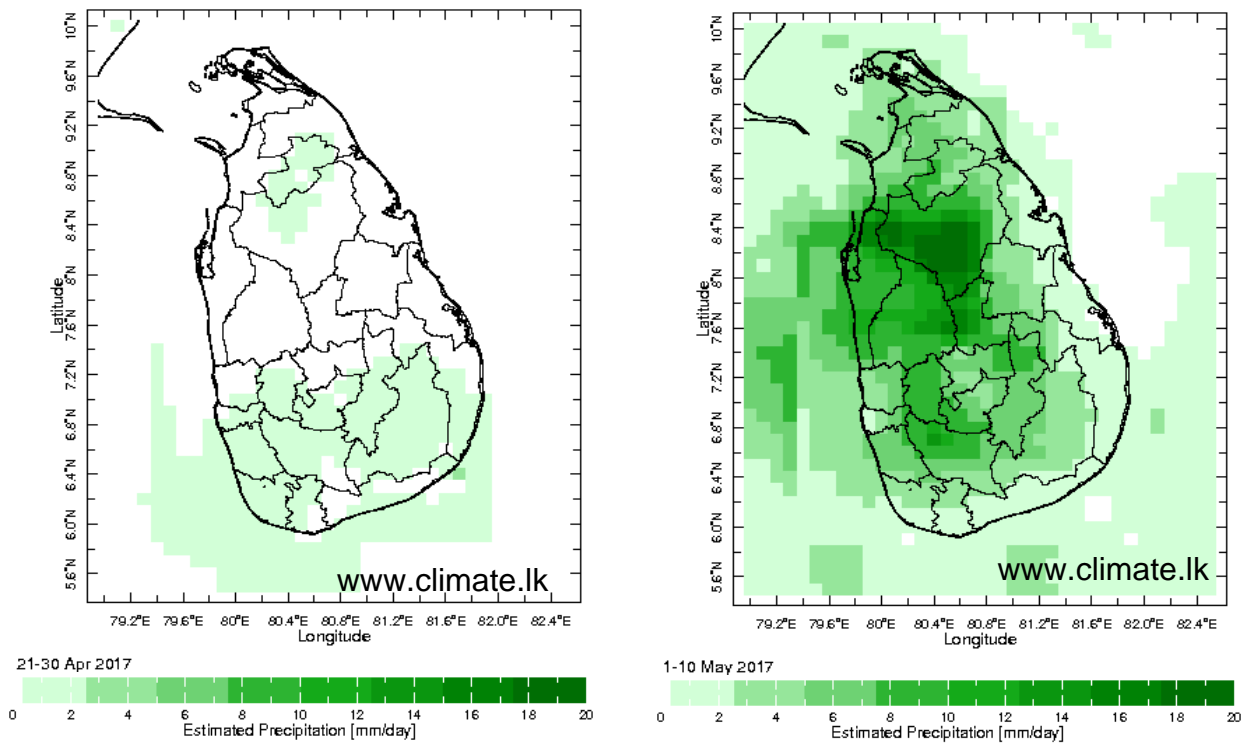 10°N
9.6°N
9.2°N
8.8°N
8.4°N
8°N
7.6°N
7.2°N
6.8°N
6.4°N
6.0°N
5.6°N
Latitude
www.climate.lk
79.2°E 79.6°E 80°E 80.4°E 80.8°E 81.2°E 81.6°E 82.0°E 82.4°E
Longitude
21-30 Apr 2017
0 2 4 6 8 10 12 14 16 18 20
Estimated Precipitation [mm/day]
10°N
9.6°N
9.2°N
8.8°N
8.4°N
8°N
7.6°N
7.2°N
6.8°N
6.4°N
6.0°N
5.6°N
Latitude
www.climate.lk
79.2°E 79.6°E 80°E 80.4°E 80.8°E 81.2°E 81.6°E 82.0°E 82.4°E
Longitude
1-10 May 2017
0 2 4 6 8 10 12 14 16 18 20
Estimated Precipitation [mm/day]